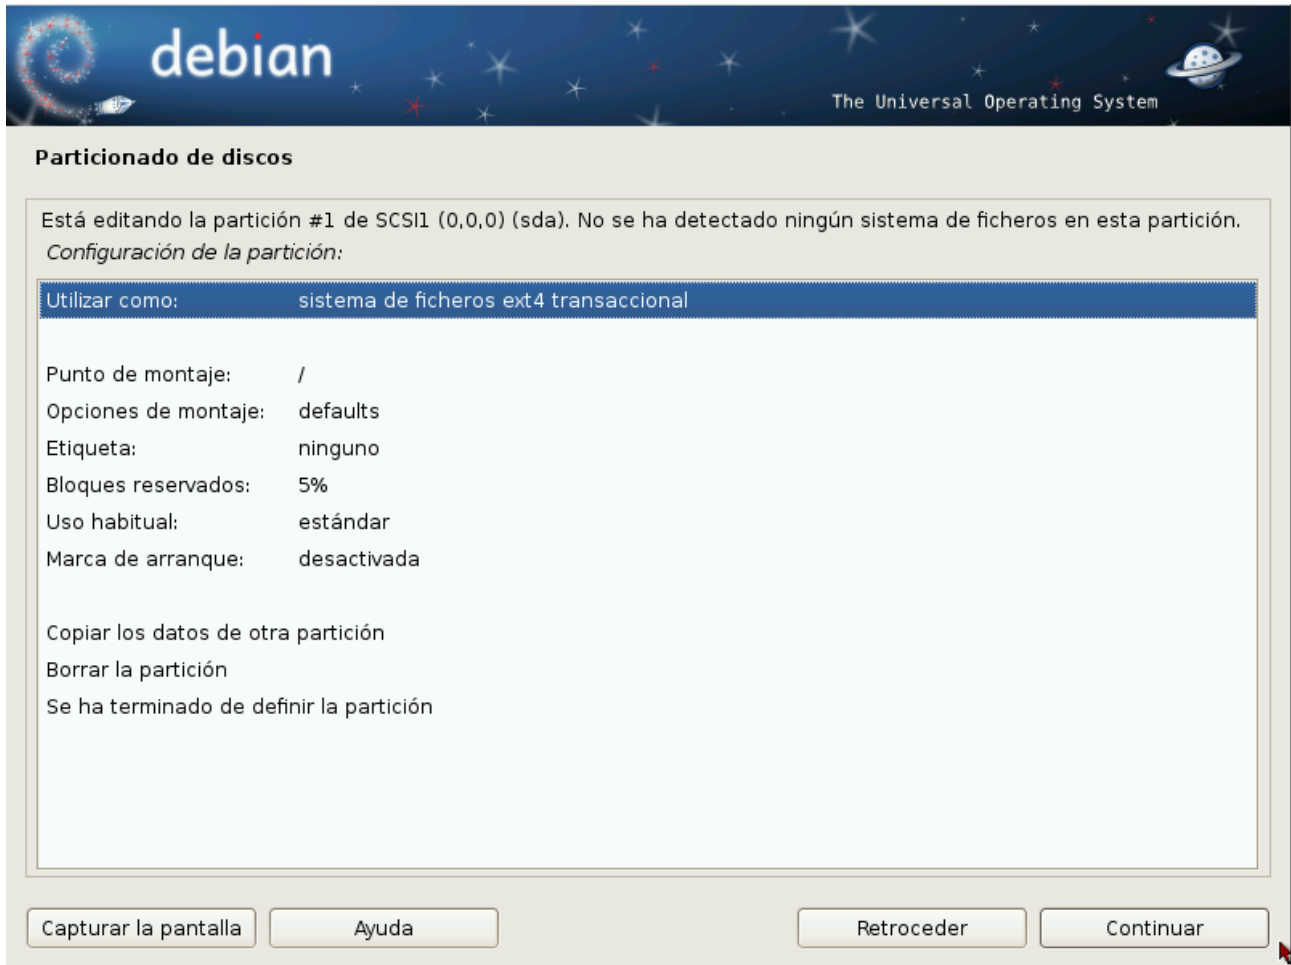 debian
The Universal Operating System
Particionado de discos
Está editando la partición #1 de SCSI1 (0,0,0) (sda). No se ha detectado ningún sistema de ficheros en esta partición.
Configuración de la partición:
Utilizar como: sistema de ficheros ext4 transaccional
Punto de montaje: /
Opciones de montaje: defaults
Etiqueta: ninguno
Bloques reservados: 5%
Uso habitual: estándar
Marca de arranque: desactivada
Copiar los datos de otra partición
Borrar la partición
Se ha terminado de definir la partición
Capturar la pantalla Ayuda Retroceder Continuar